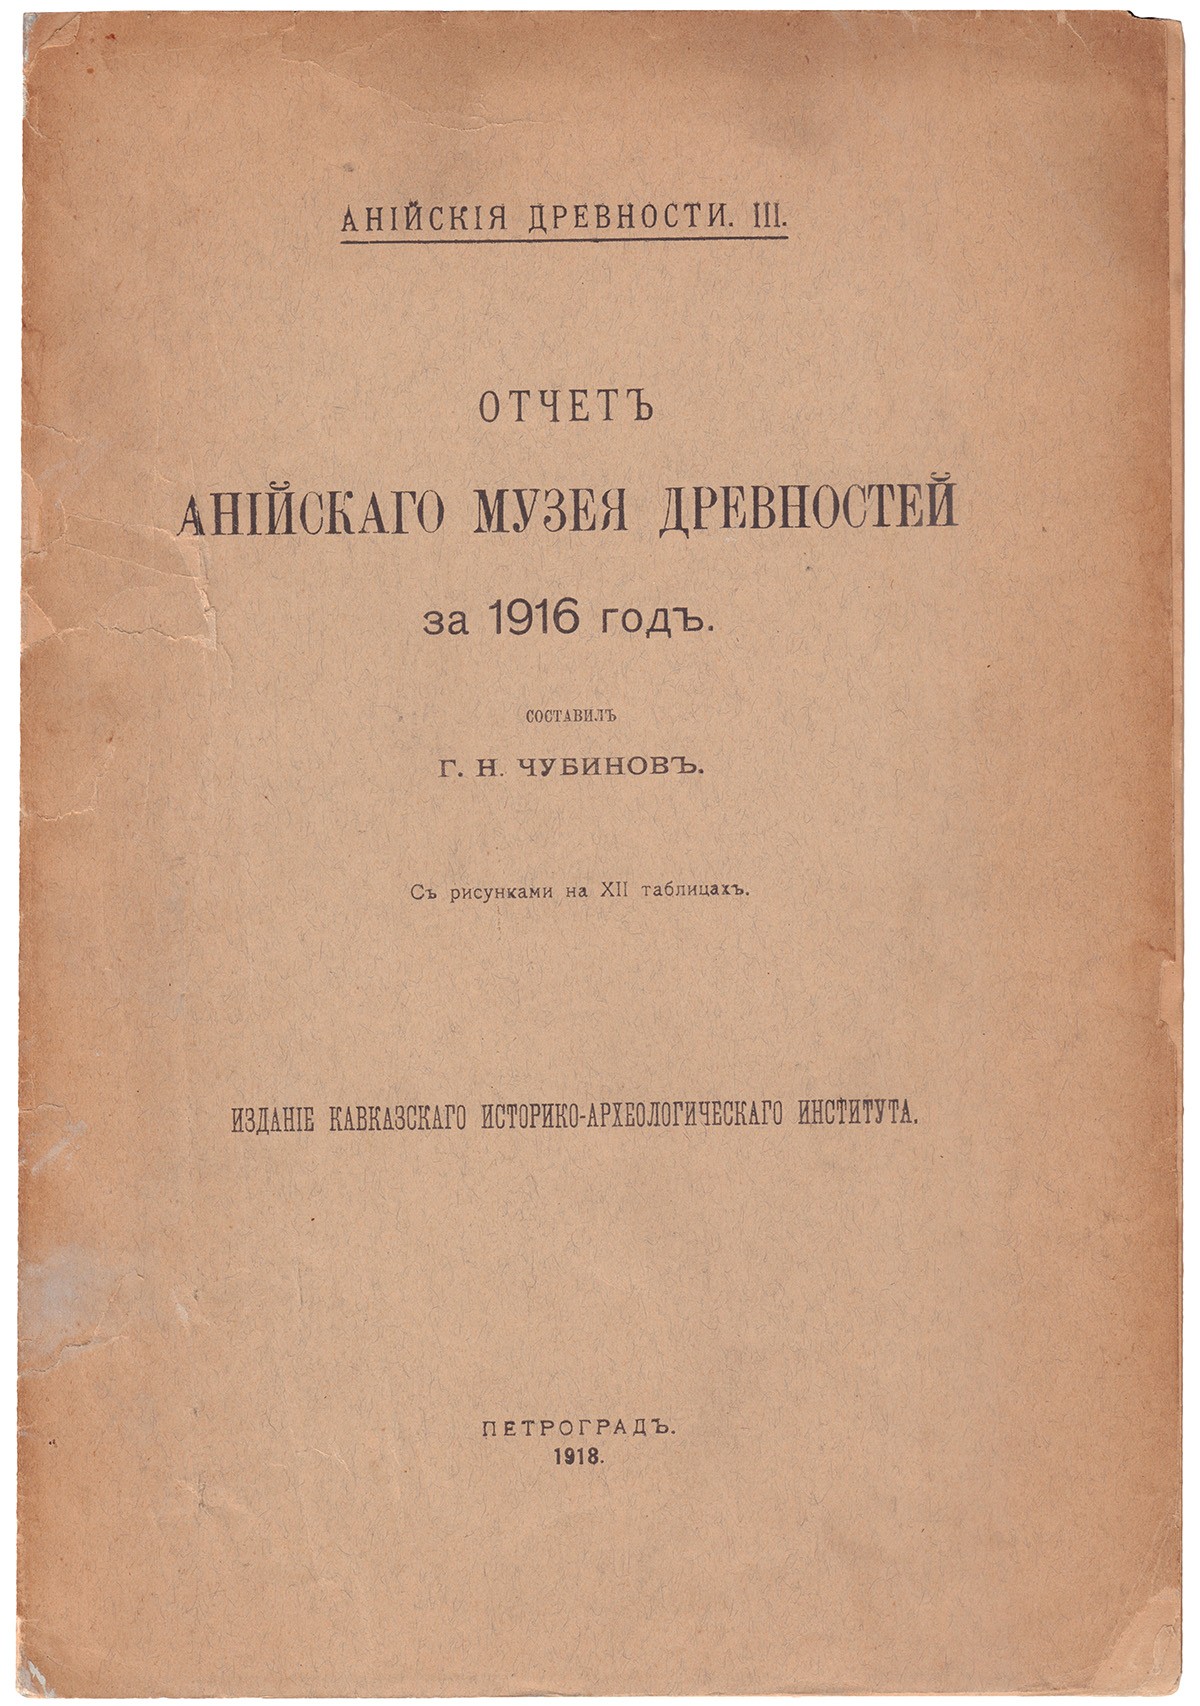 АНІЙСКІЯ ДРЕВНОСТИ. III.
ОТЧЕТЪ
АНІЙСКАГО МУЗЕЯ ДРЕВНОСТЕЙ
за 1916 годъ.
СОСТАВИЛЪ
Г. Н. ЧУБИНОВЪ.
Съ рисунками на XII таблицахъ.
ИЗДАНІЕ КАВКАЗСКАГО ИСТОРИКО-АРХЕОЛОГИЧЕСКАГО ИНСТИТУТА.
ПЕТРОГРАДЪ.
1918.